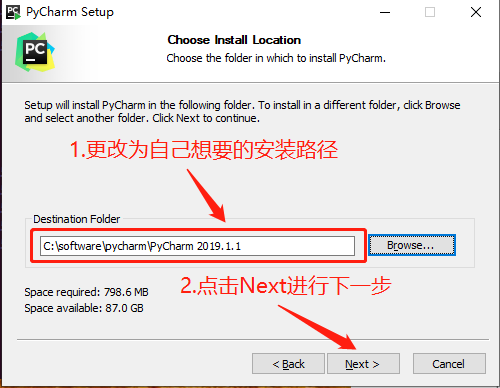 PyCharm Setup
PC
Choose Install Location
Choose the folder in which to install PyCharm.
Setup will install PyCharm in the following folder. To install in a different folder, click Browse
and select another folder. Click Next to continue.
1.更改为自己想要的安装路径
Destination Folder
C:\software\pycharm\PyCharm 2019.1.1
Browse...
Space required: 798.6 MB
Space available: 87.0 GB
2.点击Next进行下一步
< Back
Next >
Cancel